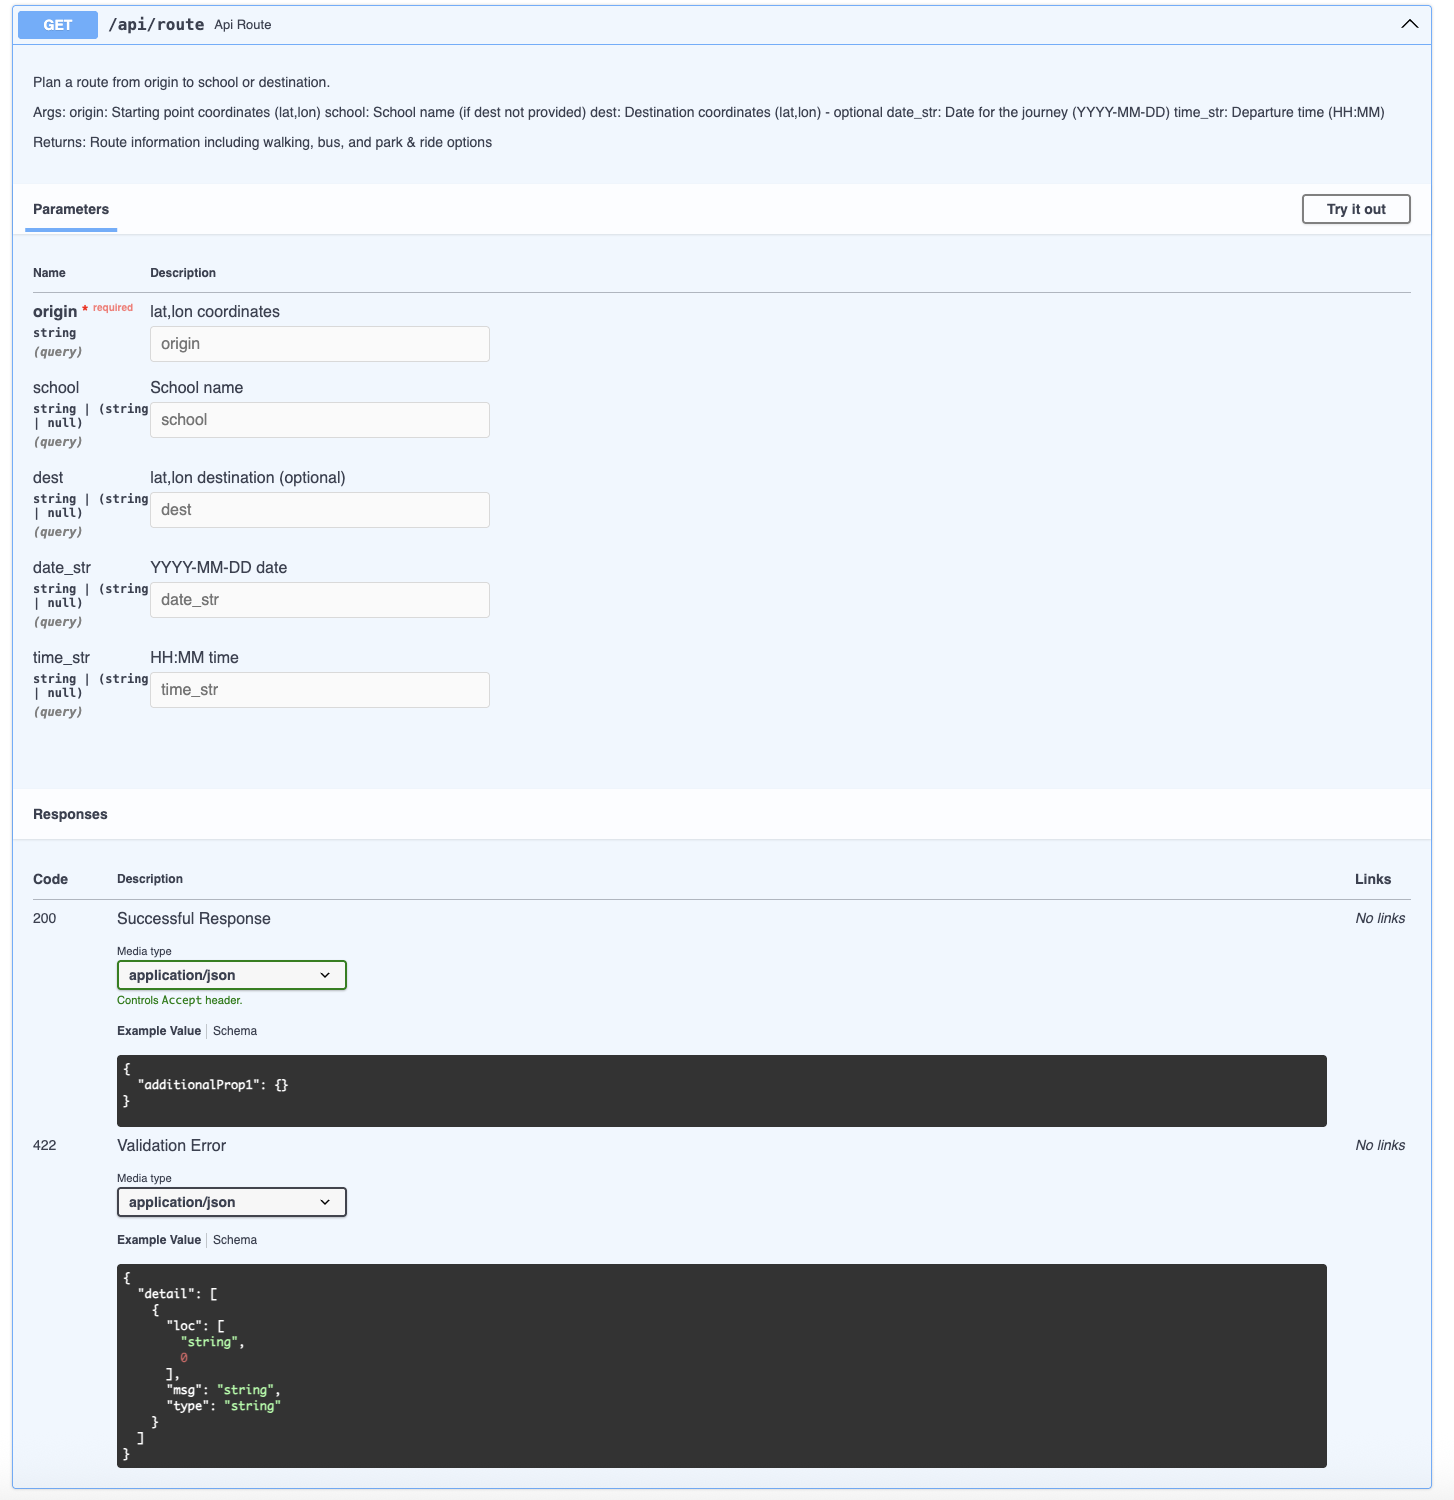 GET /api/route Api Route
Plan a route from origin to school or destination.
Args: origin: Starting point coordinates (lat,lon) school: School name (if dest not provided) dest: Destination coordinates (lat,lon) - optional date_str: Date for the journey (YYYY-MM-DD) time_str: Departure time (HH:MM)
Returns: Route information including walking, bus, and park & ride options
Parameters
Try it out
Name Description
origin * required
string
(query)
lat,lon coordinates
origin
school
string | (string
| null)
(query)
School name
school
dest
string | (string
| null)
(query)
lat,lon destination (optional)
dest
date_str
string | (string
| null)
(query)
YYYY-MM-DD date
date_str
time_str
string | (string
| null)
(query)
HH:MM time
time_str
Responses
Code Description Links
200 Successful Response No links
Media type
application/json
Controls Accept header.
Example Value Schema
{
  "additionalProp1": {}
}
422 Validation Error No links
Media type
application/json
Example Value Schema
{
  "detail": [
    {
      "loc": [
        "string",
        0
      ],
      "msg": "string",
      "type": "string"
    }
  ]
}